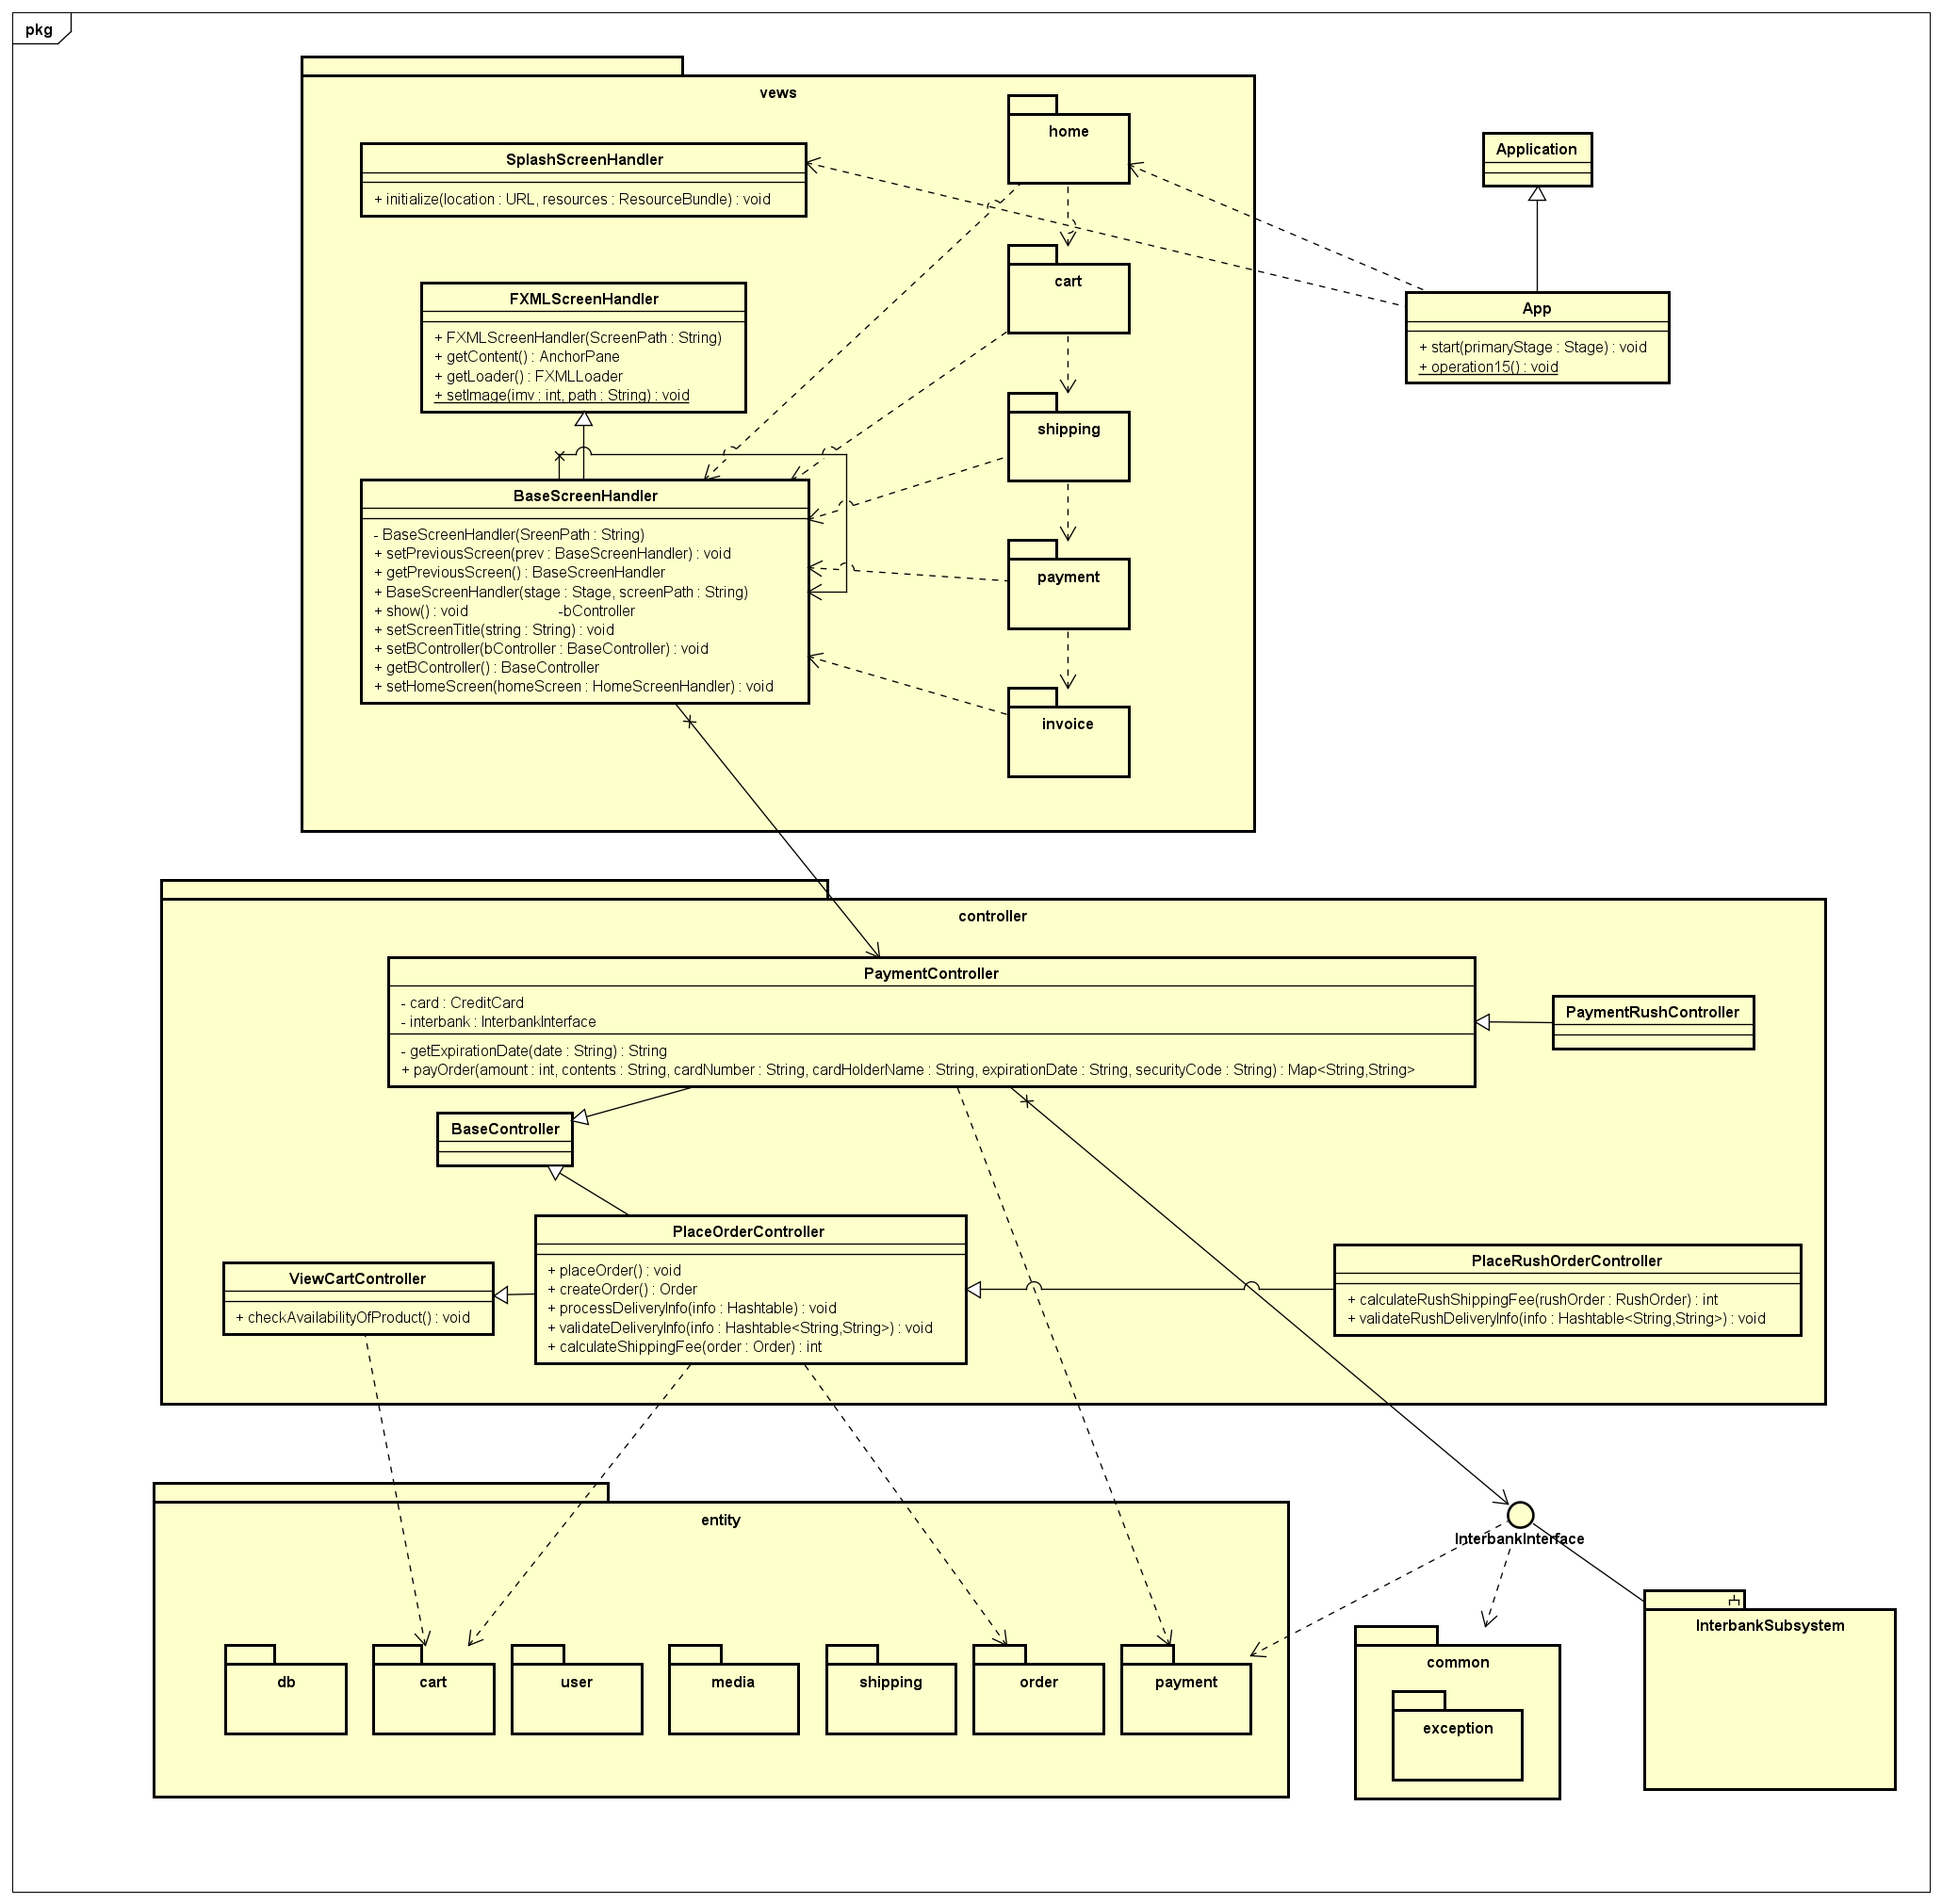 pkg
vews
home
SplashScreenHandler
+ initialize(location : URL, resources : ResourceBundle) : void
Application
cart
FXMLScreenHandler
+ FXMLScreenHandler(ScreenPath : String)
+ getContent() : AnchorPane
+ getLoader() : FXMLLoader
+ setImage(imv : int, path : String) : void
App
+ start(primaryStage : Stage) : void
+ operation15() : void
shipping
BaseScreenHandler
- BaseScreenHandler(SreenPath : String)
+ setPreviousScreen(prev : BaseScreenHandler) : void
+ getPreviousScreen() : BaseScreenHandler
+ BaseScreenHandler(stage : Stage, screenPath : String)
+ show() : void
-bController
+ setScreenTitle(string : String) : void
+ setBController(bController : BaseController) : void
+ getBController() : BaseController
+ setHomeScreen(homeScreen : HomeScreenHandler) : void
payment
invoice
controller
PaymentController
- card : CreditCard
- interbank : InterbankInterface
- getExpirationDate(date : String) : String
+ payOrder(amount : int, contents : String, cardNumber : String, cardHolderName : String, expirationDate : String, securityCode : String) : Map<String,String>
PaymentRushController
BaseController
PlaceOrderController
+ placeOrder() : void
+ createOrder() : Order
+ processDeliveryInfo(info : Hashtable) : void
+ validateDeliveryInfo(info : Hashtable<String,String>) : void
+ calculateShippingFee(order : Order) : int
ViewCartController
+ checkAvailabilityOfProduct() : void
PlaceRushOrderController
+ calculateRushShippingFee(rushOrder : RushOrder) : int
+ validateRushDeliveryInfo(info : Hashtable<String,String>) : void
entity
InterbankInterface
db
cart
user
media
shipping
order
payment
common
exception
InterbankSubsystem